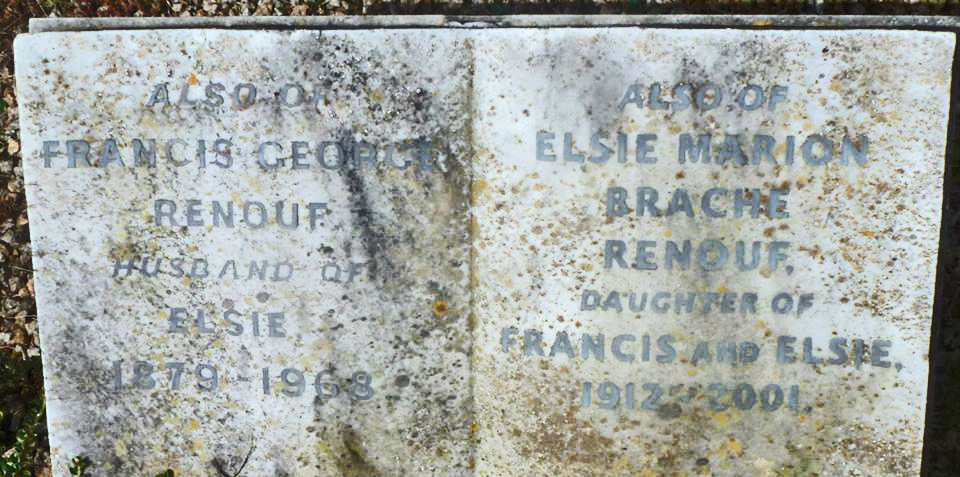 ALSO OF
FRANCIS GEORGE
RENOUF
HUSBAND OF
ELSIE
1879 - 1968
ALSO OF
ELSIE MARION
BRACHE
RENOUF,
DAUGHTER OF
FRANCIS AND ELSIE,
1912 - 2001.